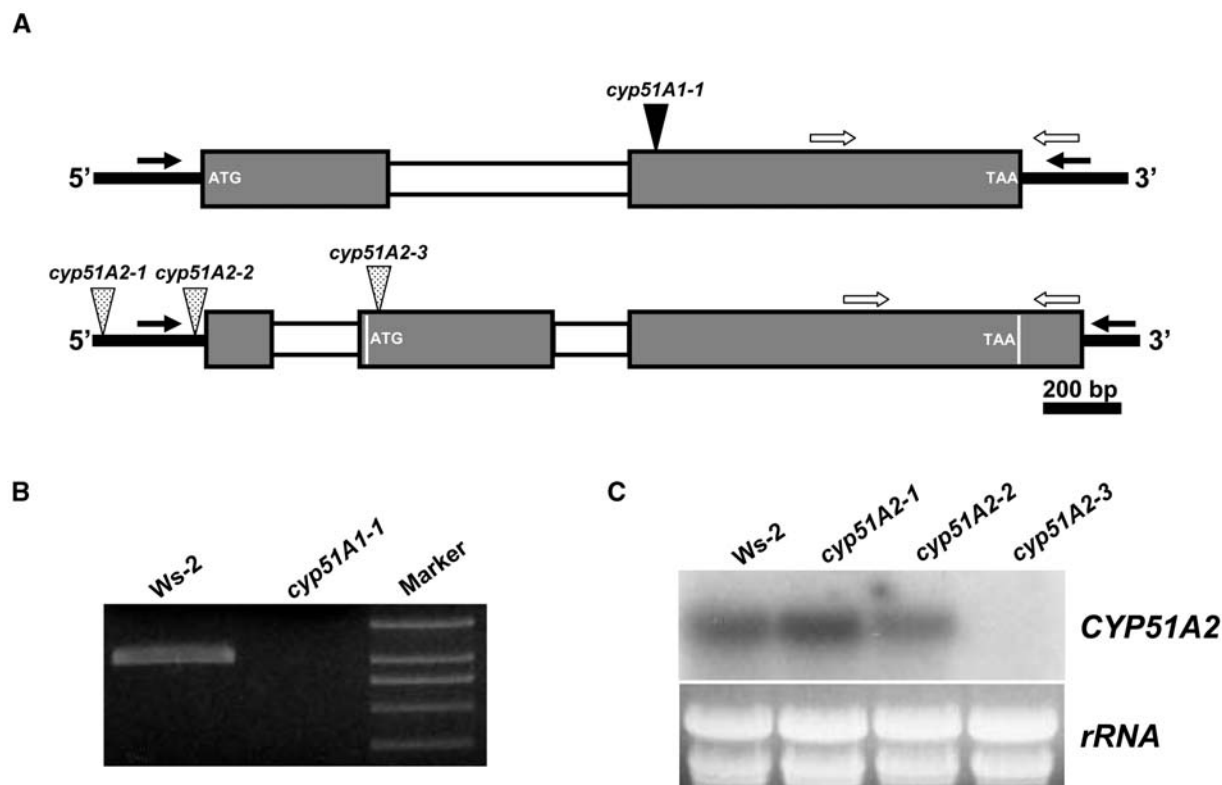 A
cyp51A1-1
5’ ATG TAA 3’
cyp51A2-1 cyp51A2-2 cyp51A2-3
5’ ATG TAA 3’
200 bp
B
Ws-2 cyp51A1-1 Marker
C
Ws-2 cyp51A2-1 cyp51A2-2 cyp51A2-3
CYP51A2
rRNA